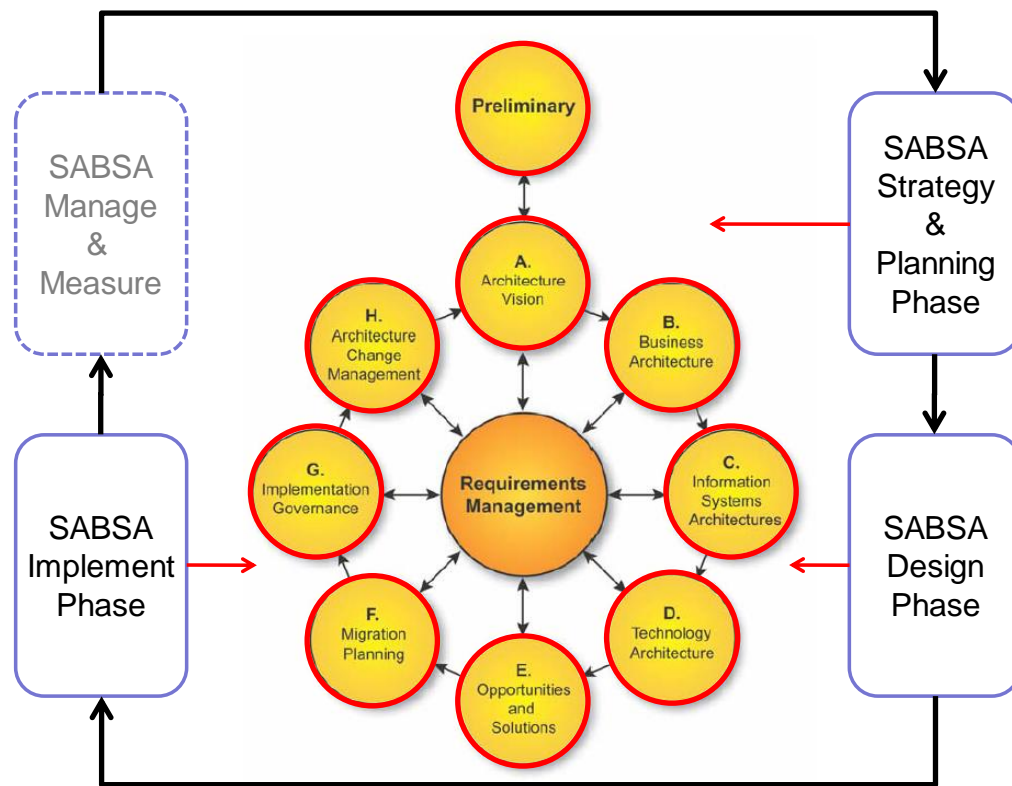 Preliminary
SABSA
Manage
&
Measure
SABSA
Strategy
&
Planning
Phase
A.
Architecture
Vision
H.
Architecture
Change
Management
B.
Business
Architecture
G.
Implementation
Governance
Requirements
Management
C.
Information
Systems
Architectures
SABSA
Implement
Phase
SABSA
Design
Phase
F.
Migration
Planning
D.
Technology
Architecture
E.
Opportunities
and
Solutions